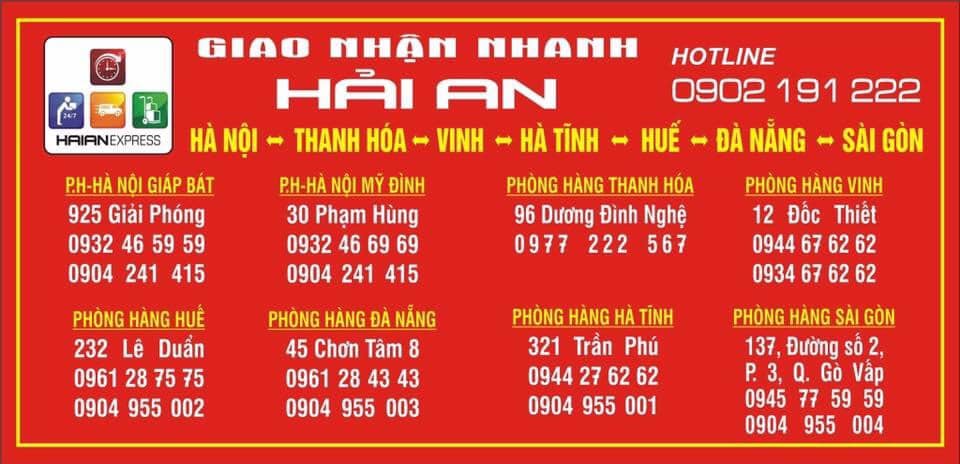 GIAO NHẬN NHANH
HẢI AN
HOTLINE
0902 191 222
24/7
HAIANEXPRESS
HÀ NỘI ↔ THANH HÓA ↔ VINH ↔ HÀ TĨNH ↔ HUẾ ↔ ĐÀ NẴNG ↔ SÀI GÒN
P.H-HÀ NỘI GIÁP BÁT
925 Giải Phóng
0932 46 59 59
0904 241 415
P.H-HÀ NỘI MỸ ĐÌNH
30 Phạm Hùng
0932 46 69 69
0904 241 415
PHÒNG HÀNG THANH HÓA
96 Dương Đình Nghệ
0977 222 567
PHÒNG HÀNG VINH
12 Đốc Thiết
0944 67 62 62
0934 67 62 62
PHÒNG HÀNG HUẾ
232 Lê Duẩn
0961 28 75 75
0904 955 002
PHÒNG HÀNG ĐÀ NẴNG
45 Chơn Tâm 8
0961 28 43 43
0904 955 003
PHÒNG HÀNG HÀ TĨNH
321 Trần Phú
0944 27 62 62
0904 955 001
PHÒNG HÀNG SÀI GÒN
137, Đường số 2,
P. 3, Q. Gò Vấp
0945 77 59 59
0904 955 004